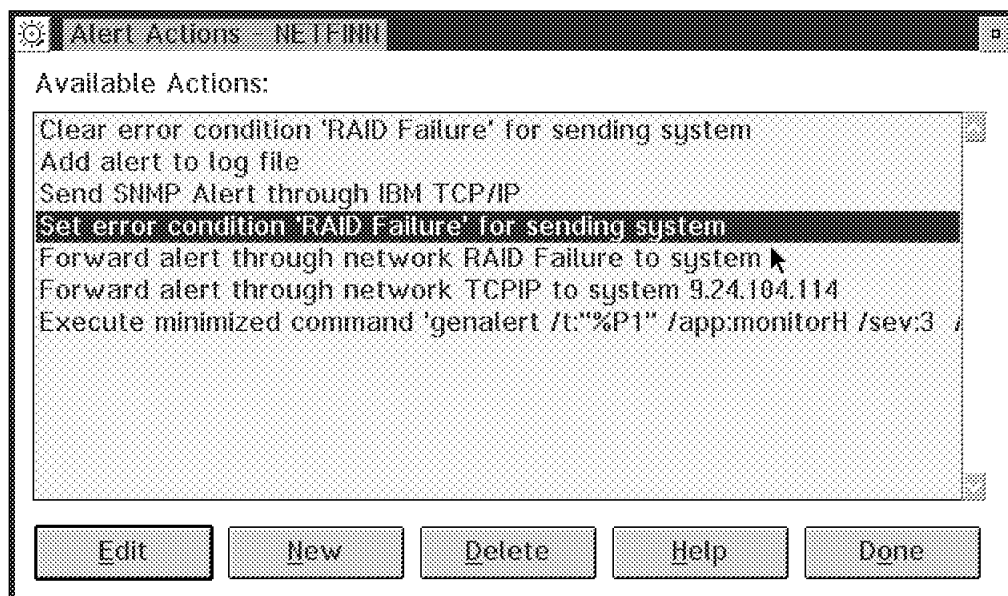 Alert Actions - NETFINH
Available Actions:
Clear error condition 'RAID Failure' for sending system
Add alert to log file
Send SNMP Alert through IBM TCP/IP
Set error condition 'RAID Failure' for sending system
Forward alert through network RAID Failure to system
Forward alert through network TCPIP to system 9.24.104.114
Execute minimized command 'genalert /t:"%P1" /app:monitorH /sev:3 /
Edit
New
Delete
Help
Done